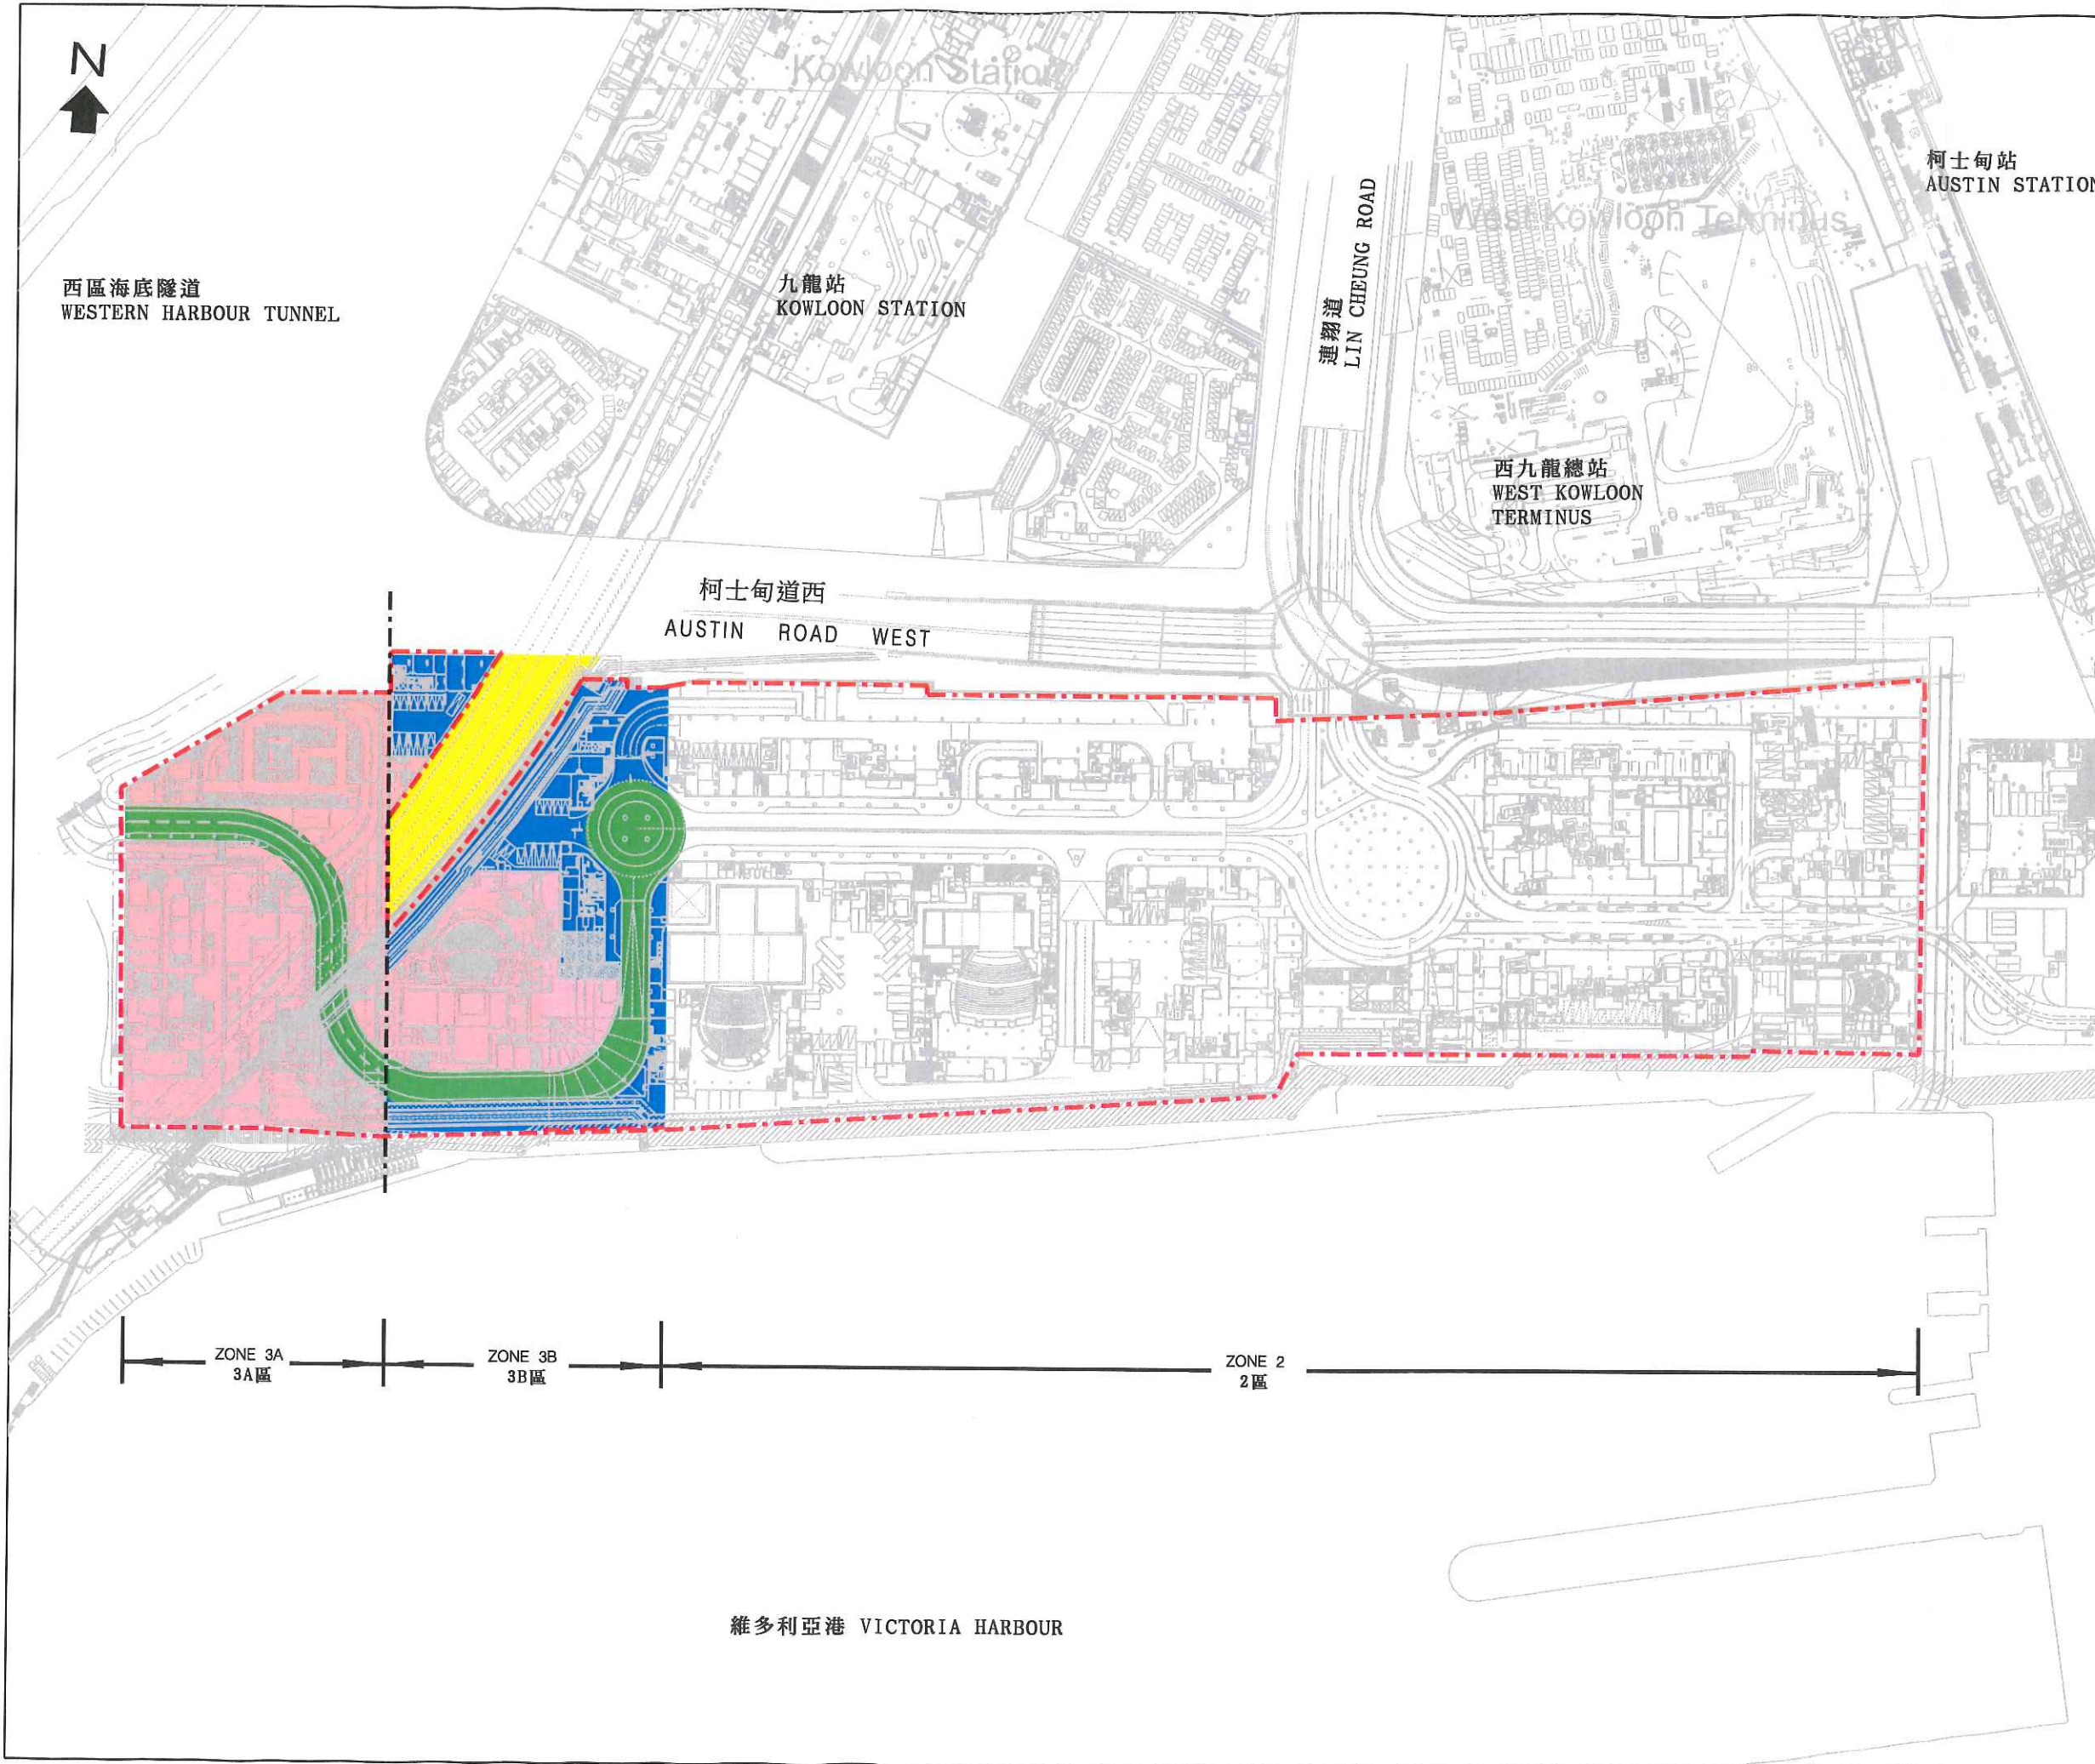 N
Kowloon Station
柯士甸站
AUSTIN STATION
West Kowloon Terminus
連翔道
LIN CHEUNG ROAD
西區海底隧道
WESTERN HARBOUR TUNNEL
九龍站
KOWLOON STATION
西九龍總站
WEST KOWLOON
TERMINUS
柯士甸道西
AUSTIN ROAD WEST
ZONE 3A
3A區
ZONE 3B
3B區
ZONE 2
2區
維多利亞港 VICTORIA HARBOUR